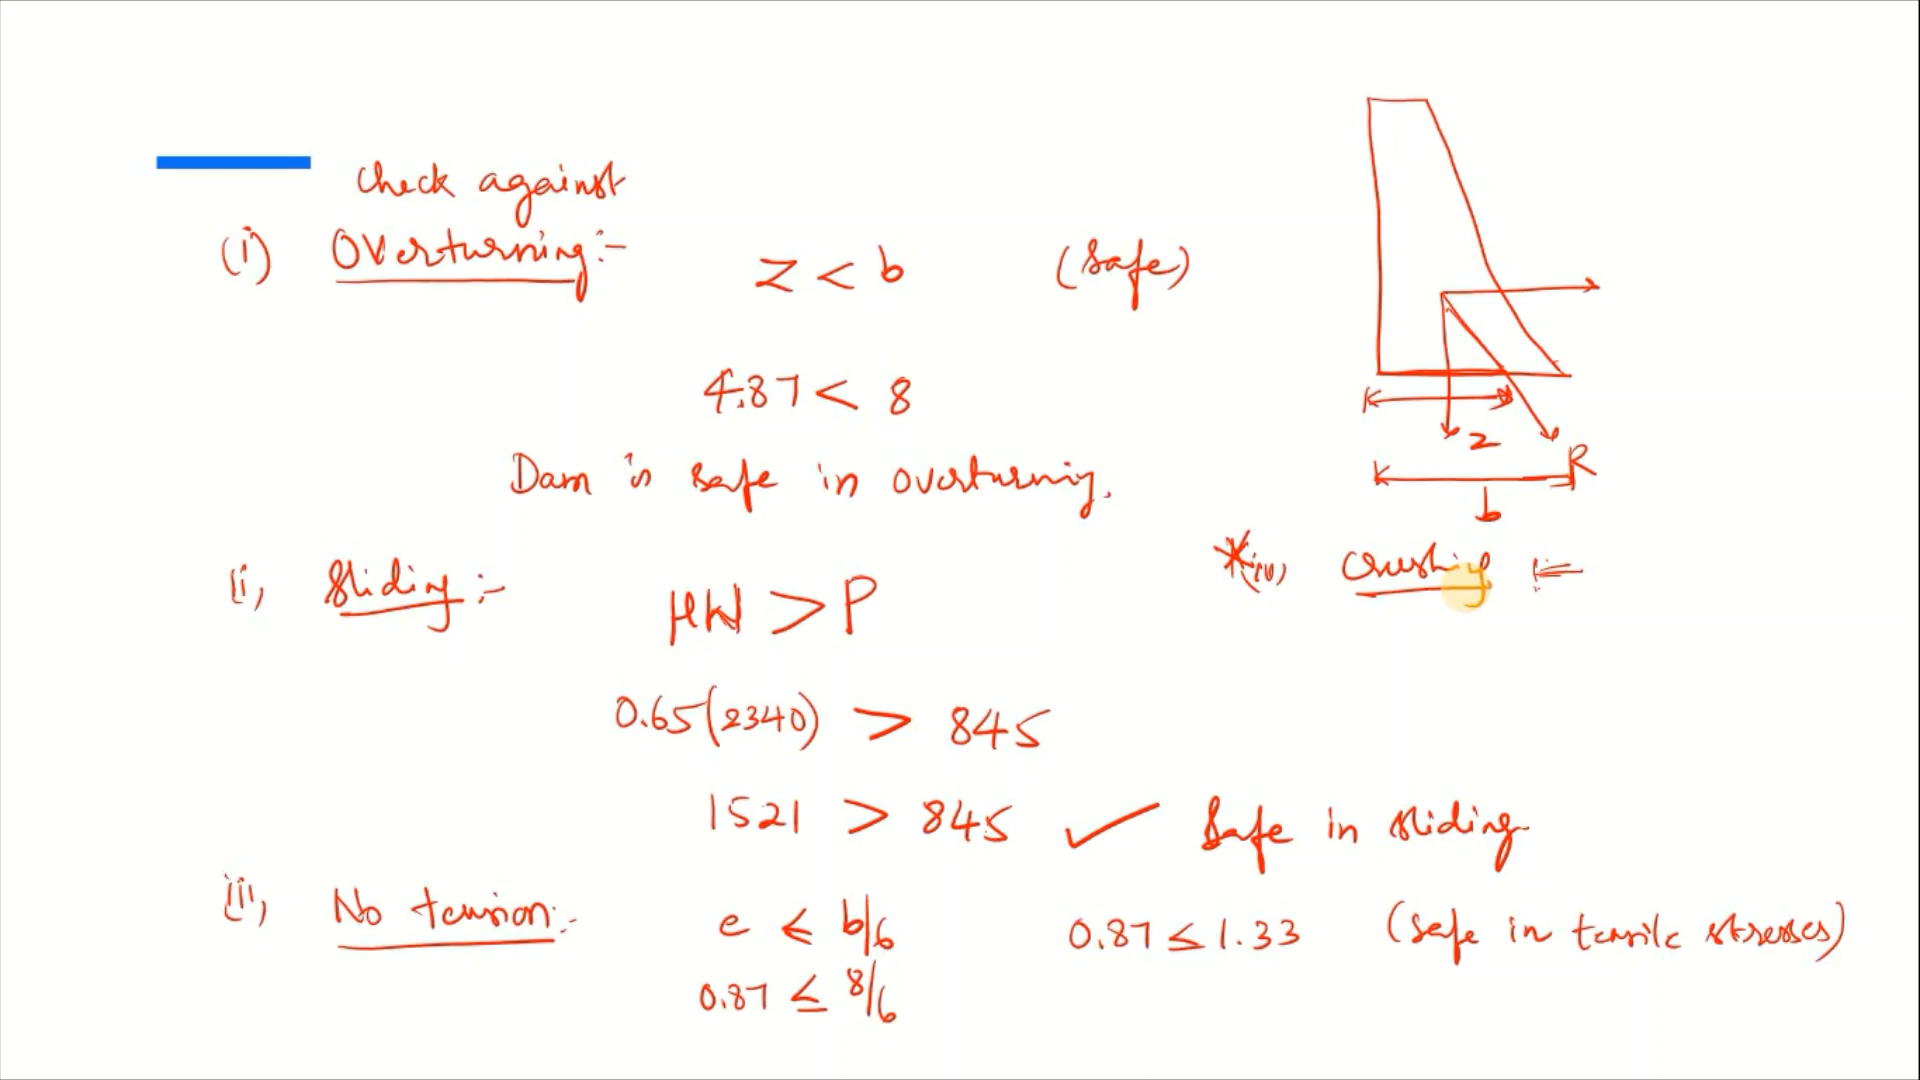 Check against
(i) Overturning:- Z < b (Safe)
4.87 < 8
Dam is safe in overturning.
ii, Sliding :- μW > P
0.65(2340) > 845
1521 > 845 ✓ Safe in sliding.
iii, No tension:- e ≤ b/6 0.87 ≤ 1.33 (safe in tensile stresses)
0.87 ≤ 8/6
Z
R
b
*(iv) Crushing :-